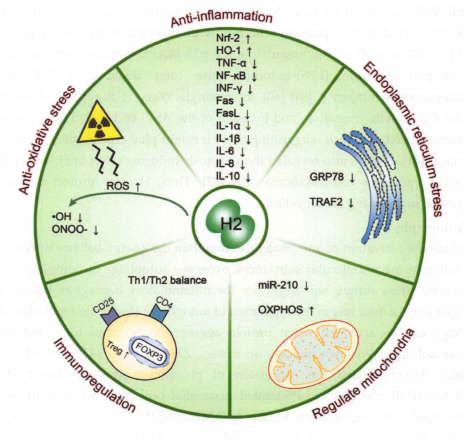 Anti-inflammation
Nrf-2 ↑
HO-1 ↑
TNF-α ↓
NF-κB ↓
INF-γ ↓
Fas ↓
FasL ↓
IL-1α ↓
IL-1β ↓
IL-6 ↓
IL-8 ↓
IL-10 ↓
Anti-oxidative stress
ROS ↑
•OH ↓
ONOO- ↓
Endoplasmic reticulum stress
GRP78 ↓
TRAF2 ↓
H2
Th1/Th2 balance
CD25
CD4
Treg ↑
FOXP3
Immunoregulation
miR-210 ↓
OXPHOS ↑
Regulate mitochondria